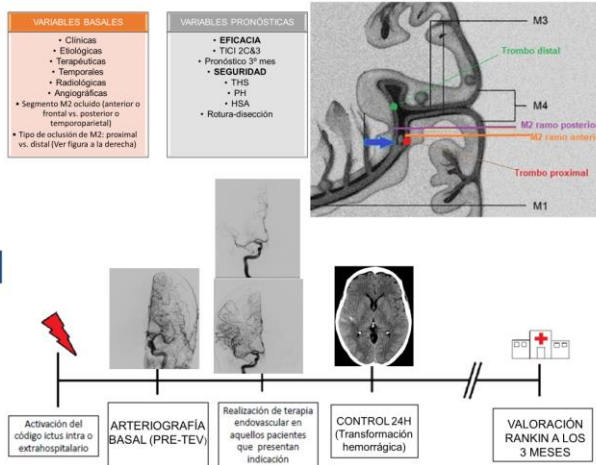 VARIABLES BASALES
• Clínicas
• Etiológicas
• Terapéuticas
• Temporales
• Radiológicas
• Angiográficas
• Segmento M2 ocluido (anterior o
frontal vs. posterior o
temporoparietal)
• Tipo de oclusión de M2: proximal
vs. distal (Ver figura a la derecha)
VARIABLES PRONÓSTICAS
• EFICACIA
• TICI 2C&3
• Pronóstico 3º mes
• SEGURIDAD
• THS
• PH
• HSA
• Rotura-disección
M3
Trombo distal
M4
M2 ramo posterior
M2 ramo anterior
Trombo proximal
M1
Activación del
código ictus intra o
extrahospitalario
ARTERIOGRAFÍA
BASAL (PRE-TEV)
Realización de terapia
endovascular en
aquellos pacientes
que presentan
indicación
CONTROL 24H
(Transformación
hemorrágica)
VALORACIÓN
RANKIN A LOS
3 MESES